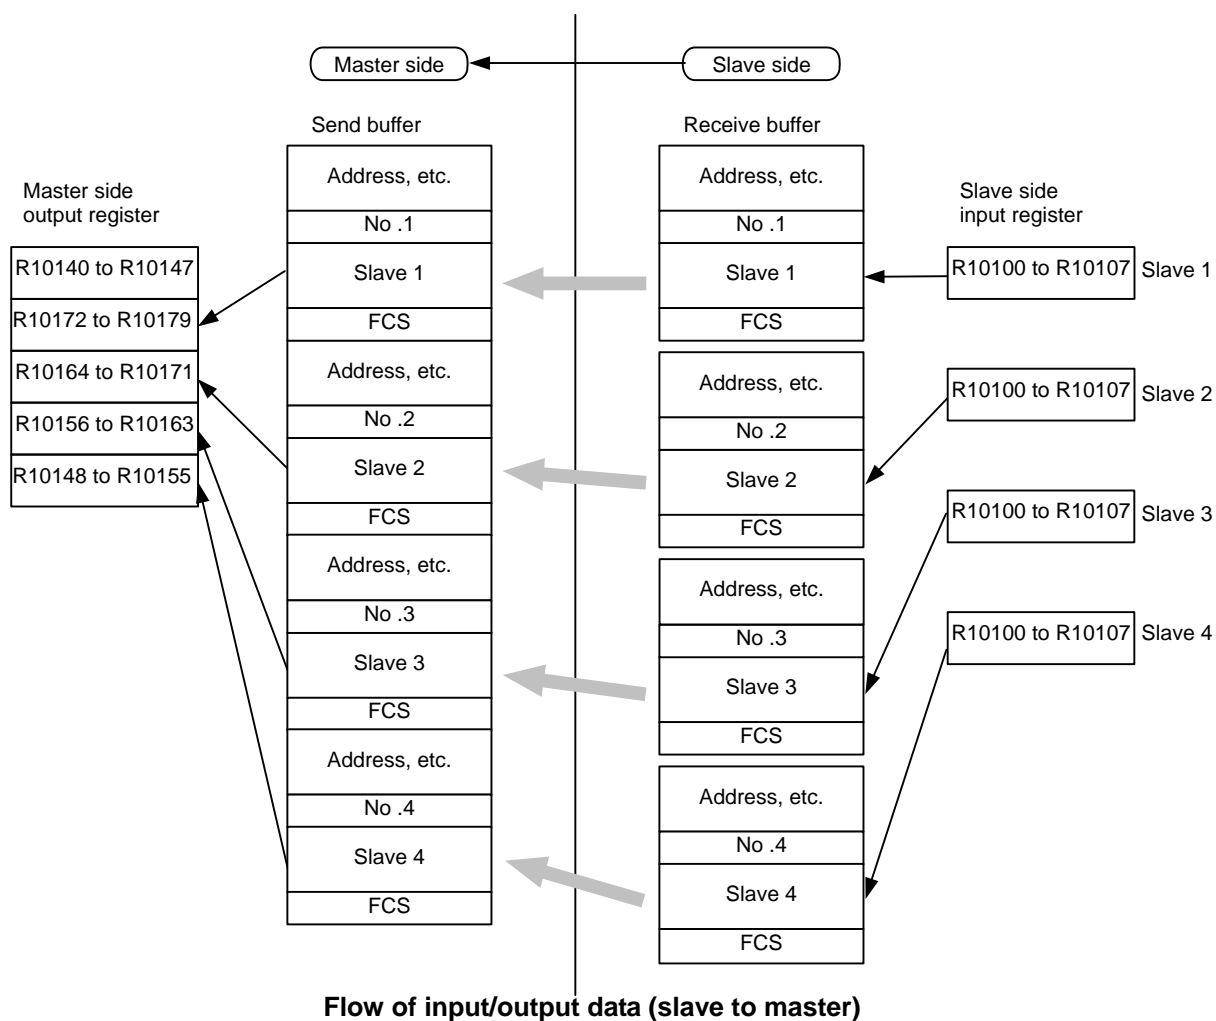 Master side
Slave side
Send buffer
Receive buffer
Master side
output register
R10140 to R10147
R10172 to R10179
R10164 to R10171
R10156 to R10163
R10148 to R10155
Address, etc.
No .1
Slave 1
FCS
Address, etc.
No .2
Slave 2
FCS
Address, etc.
No .3
Slave 3
FCS
Address, etc.
No .4
Slave 4
FCS
Address, etc.
No .1
Slave 1
FCS
Address, etc.
No .2
Slave 2
FCS
Address, etc.
No .3
Slave 3
FCS
Address, etc.
No .4
Slave 4
FCS
Slave side
input register
R10100 to R10107 Slave 1
R10100 to R10107 Slave 2
R10100 to R10107 Slave 3
R10100 to R10107 Slave 4
Flow of input/output data (slave to master)